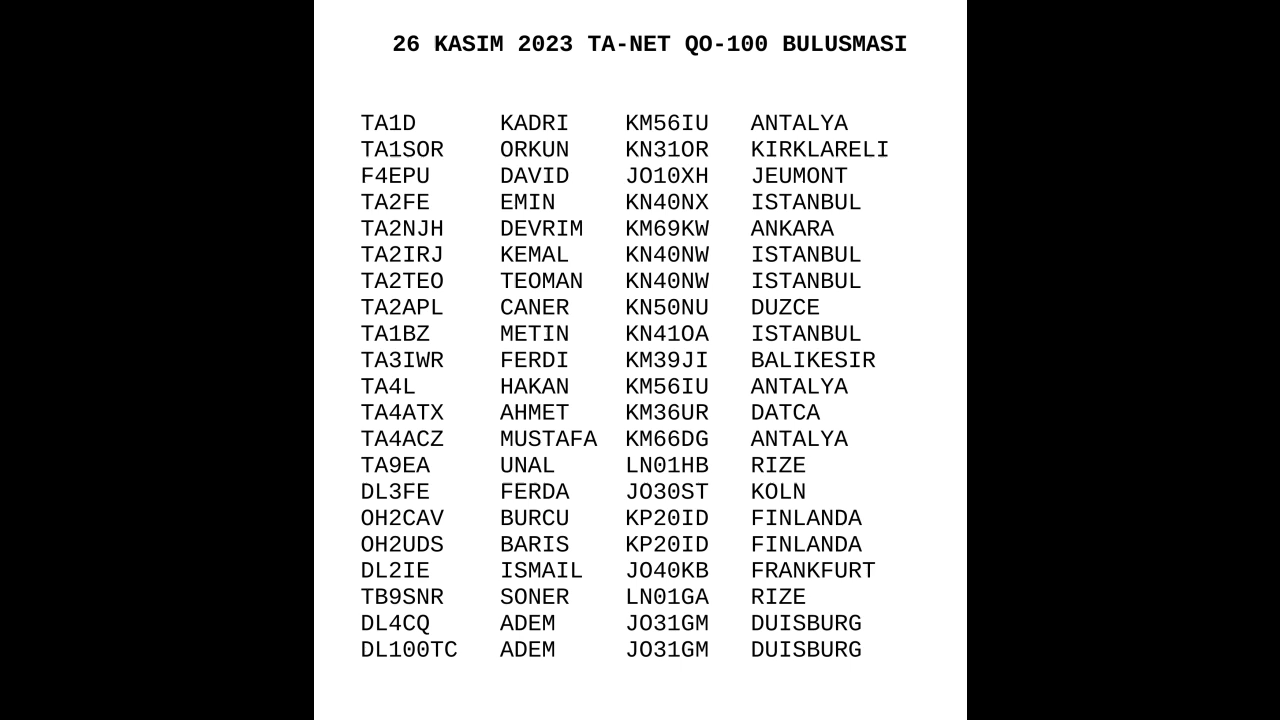 26 KASIM 2023 TA-NET QO-100 BULUSMASI
TA1D KADRI KM56IU ANTALYA
TA1SOR ORKUN KN31OR KIRKLARELI
F4EPU DAVID JO10XH JEUMONT
TA2FE EMIN KN40NX ISTANBUL
TA2NJH DEVRIM KM69KW ANKARA
TA2IRJ KEMAL KN40NW ISTANBUL
TA2TEO TEOMAN KN40NW ISTANBUL
TA2APL CANER KN50NU DUZCE
TA1BZ METIN KN41OA ISTANBUL
TA3IWR FERDI KM39JI BALIKESIR
TA4L HAKAN KM56IU ANTALYA
TA4ATX AHMET KM36UR DATCA
TA4ACZ MUSTAFA KM66DG ANTALYA
TA9EA UNAL LN01HB RIZE
DL3FE FERDA JO30ST KOLN
OH2CAV BURCU KP20ID FINLANDA
OH2UDS BARIS KP20ID FINLANDA
DL2IE ISMAIL JO40KB FRANKFURT
TB9SNR SONER LN01GA RIZE
DL4CQ ADEM JO31GM DUISBURG
DL100TC ADEM JO31GM DUISBURG